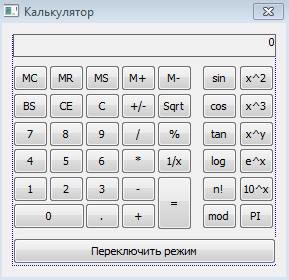 Калькулятор
0
MC MR MS M+ M- sin x^2
BS CE C +/- Sqrt cos x^3
7 8 9 / % tan x^y
4 5 6 * 1/x log e^x
1 2 3 - = n! 10^x
0 . + mod PI
Переключить режим